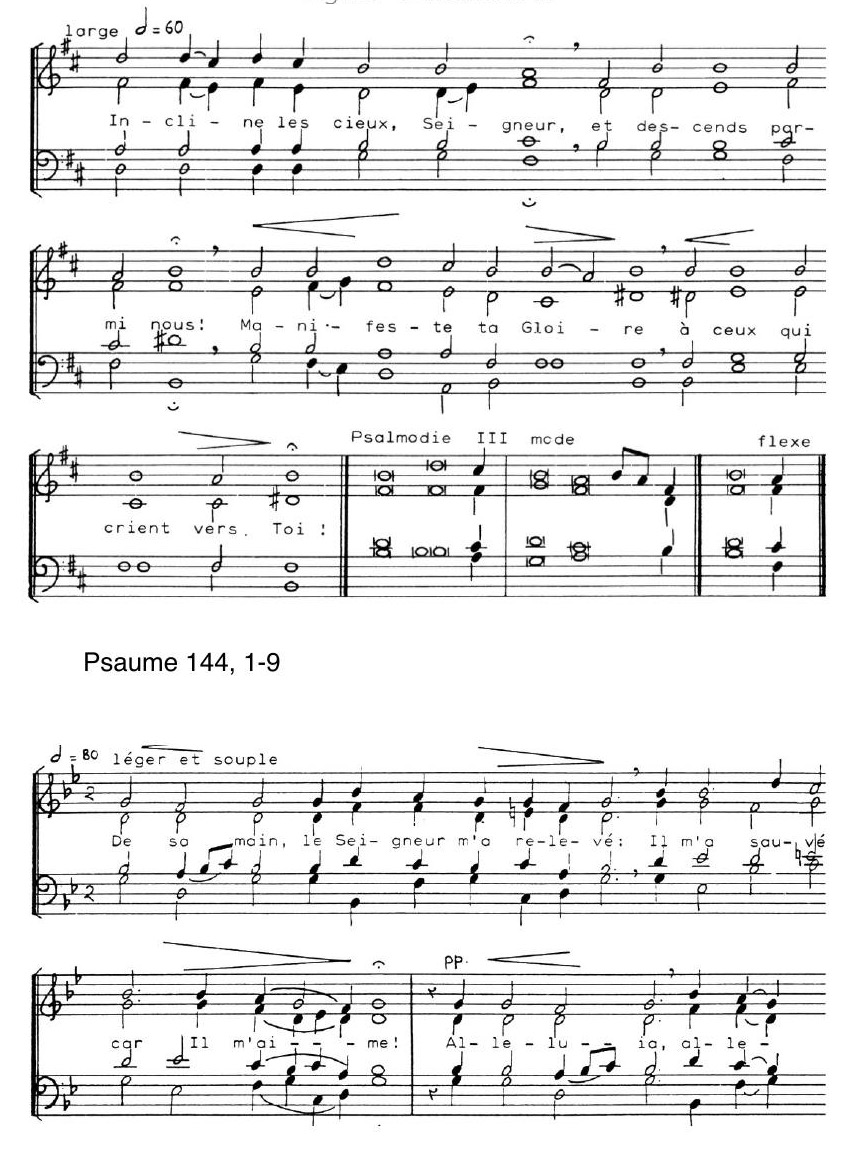 large = 60
In - cli - ne les cieux, Sei - gneur, et des- cends par-
mi nous! Ma - ni - fes - te ta Gloi - re à ceux qui
Psalmodie III mode flexe
crient vers. Toi !
Psaume 144, 1-9
= 80 léger et souple
2 De sa main, le Sei - gneur m'a re-le- vé: Il m'a sau-vé
2
car Il m'ai - - - me! pp. Al- le - lu - - ia, al- le -